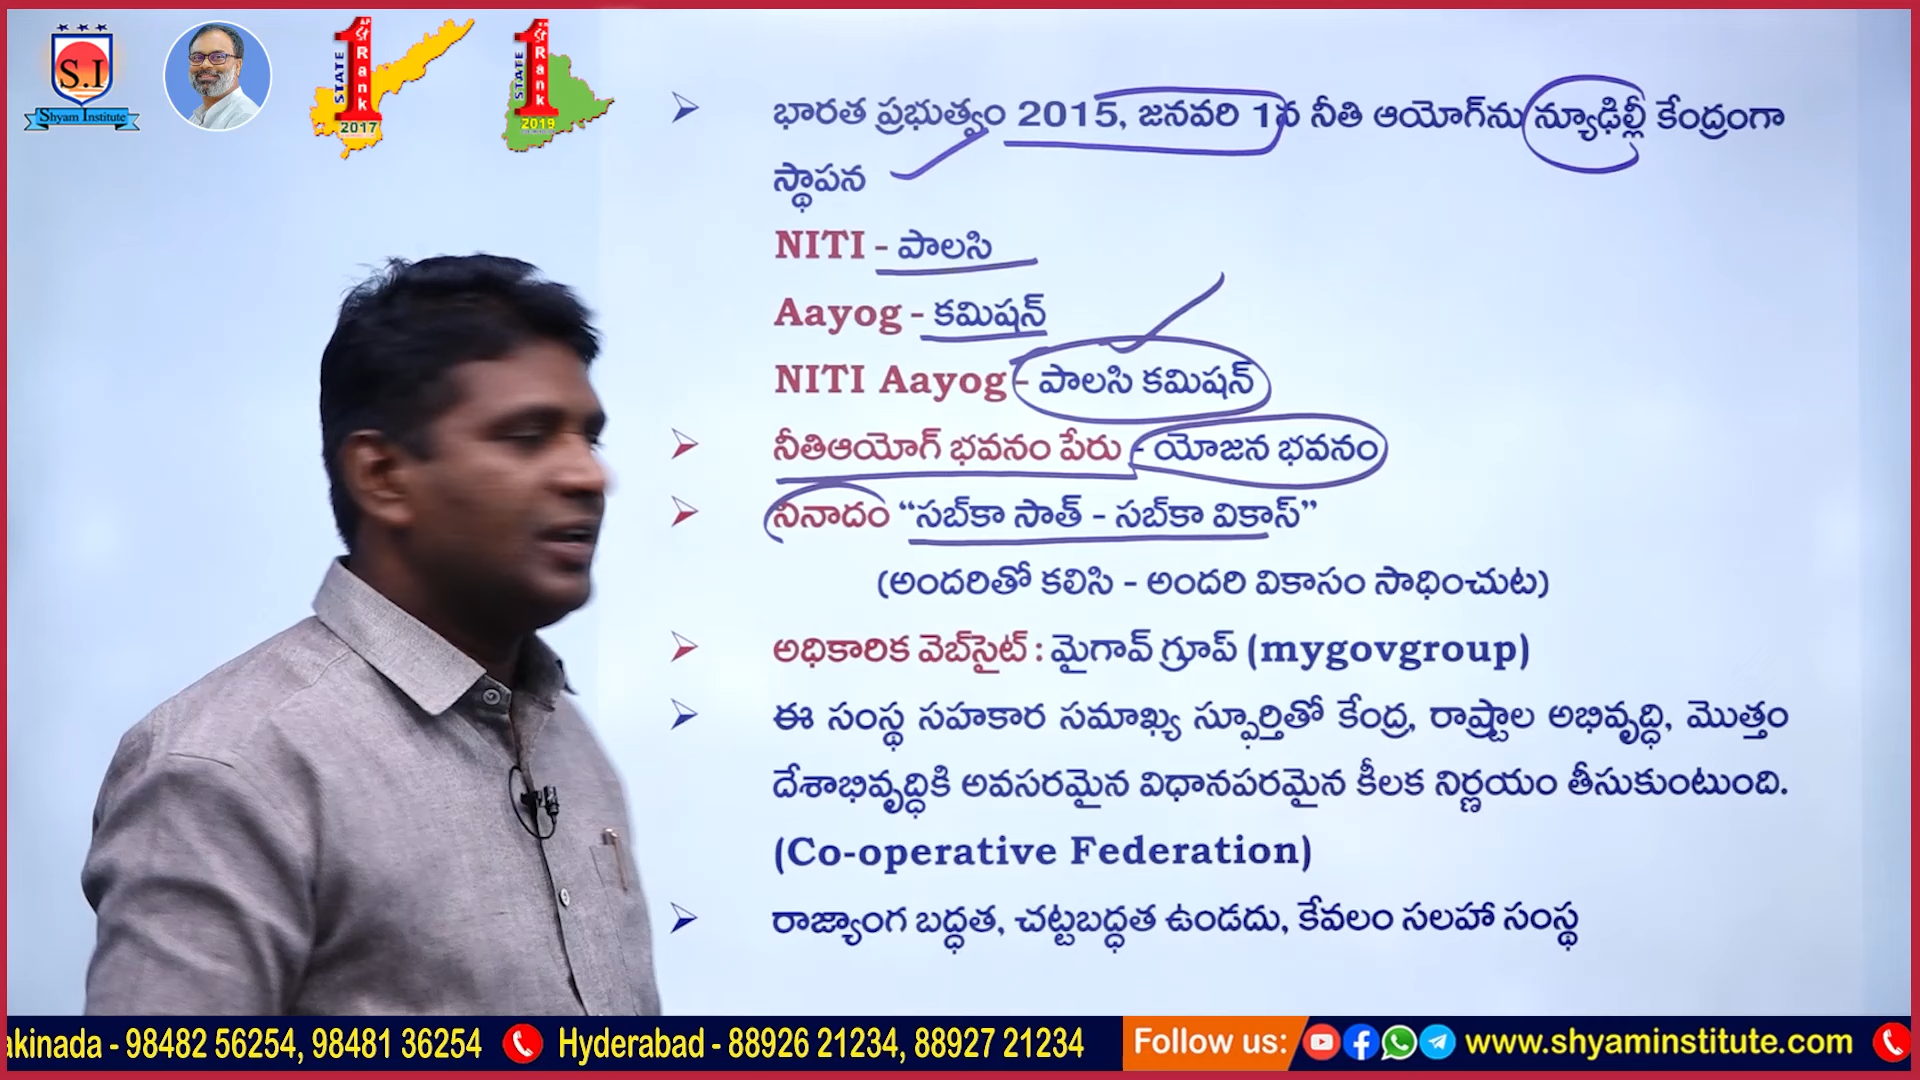 S.I
Shyam Institute
STATE 1st Rank
2017
STATE 1st Rank
2019
భారత ప్రభుత్వం 2015, జనవరి 1న నీతి ఆయోగ్‌ను న్యూఢిల్లీ కేంద్రంగా
స్థాపన
NITI - పాలసి
Aayog - కమిషన్
NITI Aayog - పాలసి కమిషన్
నీతిఆయోగ్ భవనం పేరు - యోజన భవనం
నినాదం “సబ్‌కా సాత్ - సబ్‌కా వికాస్”
(అందరితో కలిసి - అందరి వికాసం సాధించుట)
అధికారిక వెబ్‌సైట్ : మైగావ్ గ్రూప్ (mygovgroup)
ఈ సంస్థ సహకార సమాఖ్య స్ఫూర్తితో కేంద్ర, రాష్ట్రాల అభివృద్ధి, మొత్తం
దేశాభివృద్ధికి అవసరమైన విధానపరమైన కీలక నిర్ణయం తీసుకుంటుంది.
(Co-operative Federation)
రాజ్యాంగ బద్ధత, చట్టబద్ధత ఉండదు, కేవలం సలహా సంస్థ
akinada - 98482 56254, 98481 36254 Hyderabad - 88926 21234, 88927 21234 Follow us: www.shyaminstitute.com